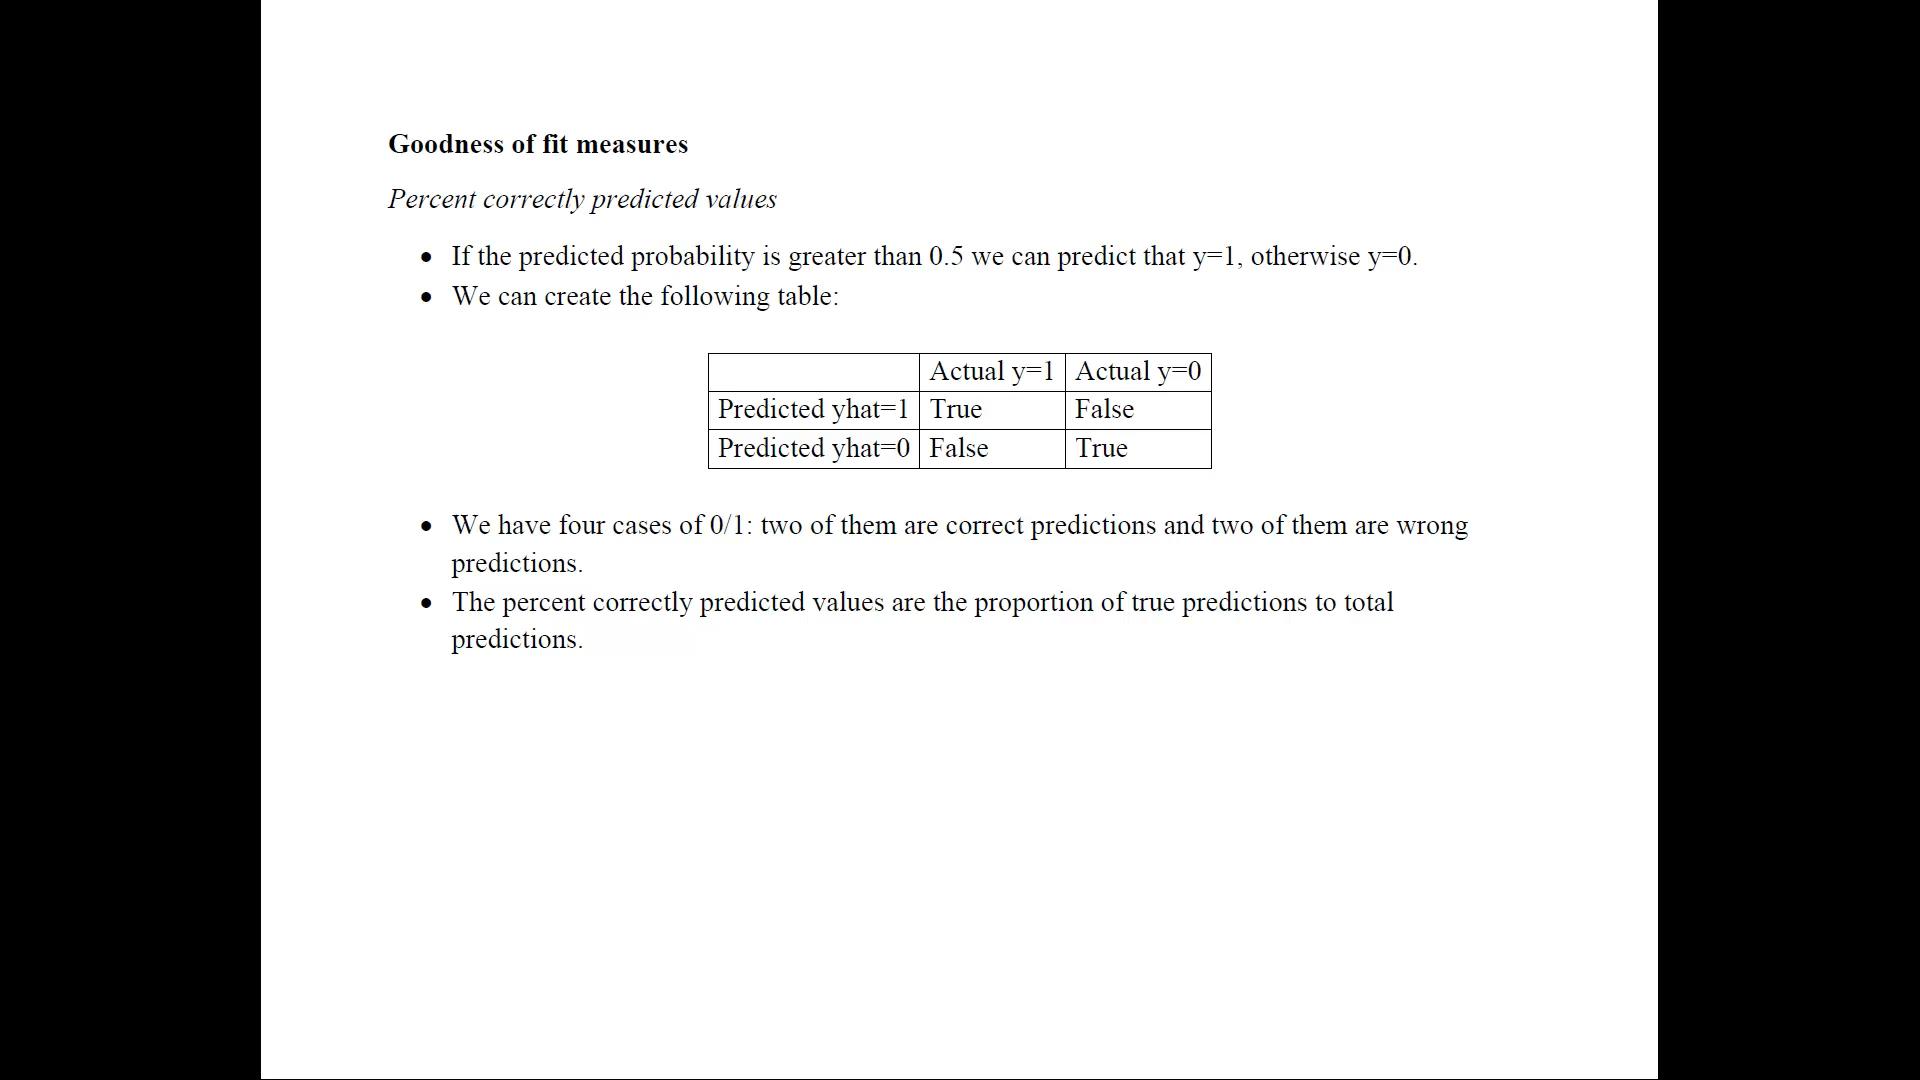 Goodness of fit measures
Percent correctly predicted values
• If the predicted probability is greater than 0.5 we can predict that y=1, otherwise y=0.
• We can create the following table:
Actual y=1 Actual y=0
Predicted yhat=1 True False
Predicted yhat=0 False True
• We have four cases of 0/1: two of them are correct predictions and two of them are wrong
predictions.
• The percent correctly predicted values are the proportion of true predictions to total
predictions.